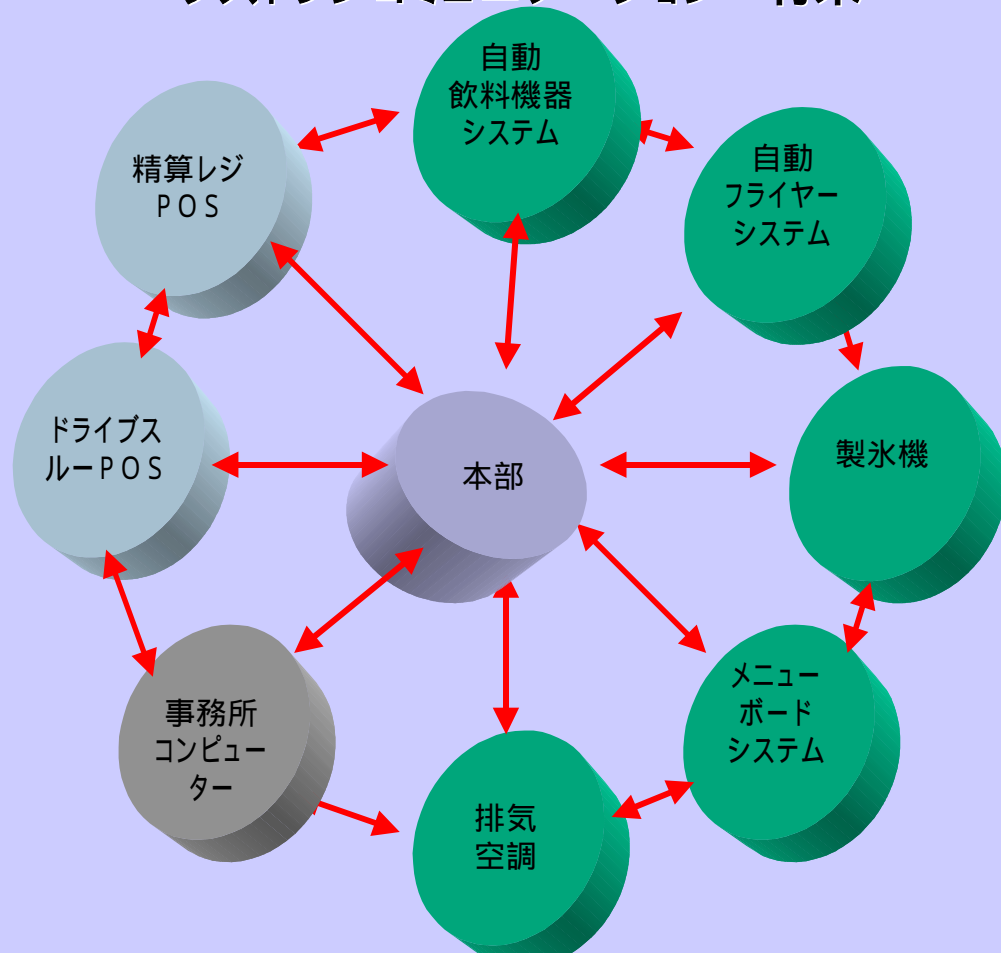 自動
飲料機器
システム
精算レジ
ＰＯＳ
自動
フライヤー
システム
ドライブス
ルーＰＯＳ
本部
製氷機
メニュー
ボード
システム
事務所
コンピュー
ター
排気
空調